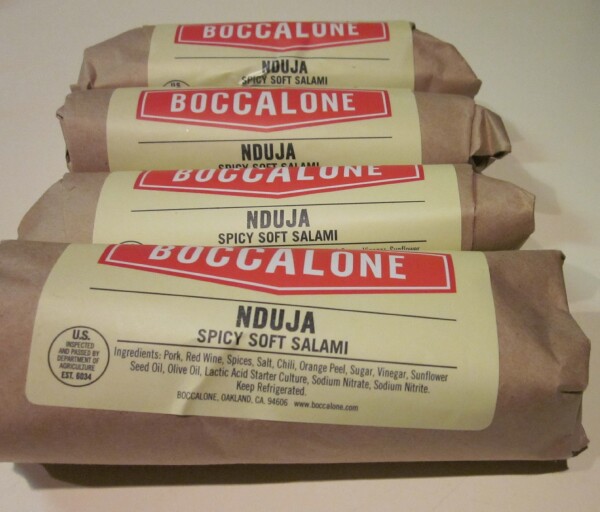 BOCCALONE
NDUJA
SPICY SOFT SALAMI
U.S.
BOCCALONE
NDUJA
SPICY SOFT SALAMI
BOCCALONE
NDUJA
SPICY SOFT SALAMI
Vinegar, Sunflower
BOCCALONE
NDUJA
SPICY SOFT SALAMI
U.S.
INSPECTED
AND PASSED BY
DEPARTMENT OF
AGRICULTURE
EST. 6034
Ingredients: Pork, Red Wine, Spices, Salt, Chili, Orange Peel, Sugar, Vinegar, Sunflower
Seed Oil, Olive Oil, Lactic Acid Starter Culture, Sodium Nitrate, Sodium Nitrite.
Keep Refrigerated.
BOCCALONE, OAKLAND, CA. 94606 www.boccalone.com